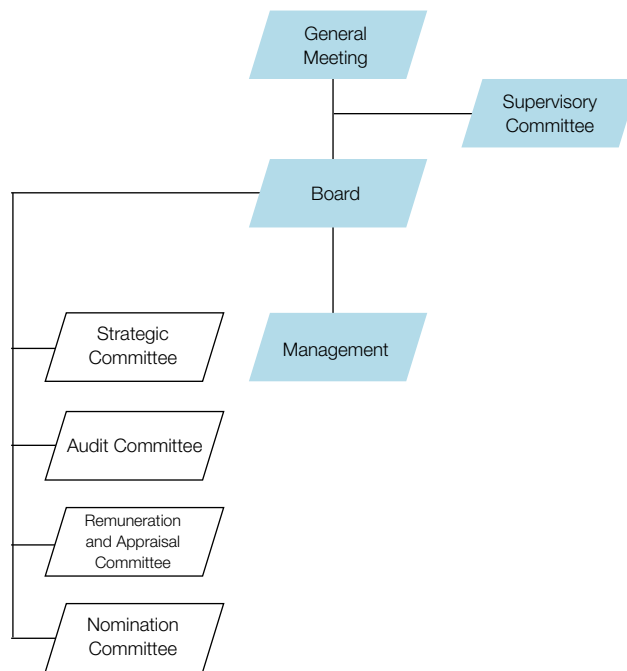 General
Meeting
Supervisory
Committee
Board
Management
Strategic
Committee
Audit Committee
Remuneration
and Appraisal
Committee
Nomination
Committee